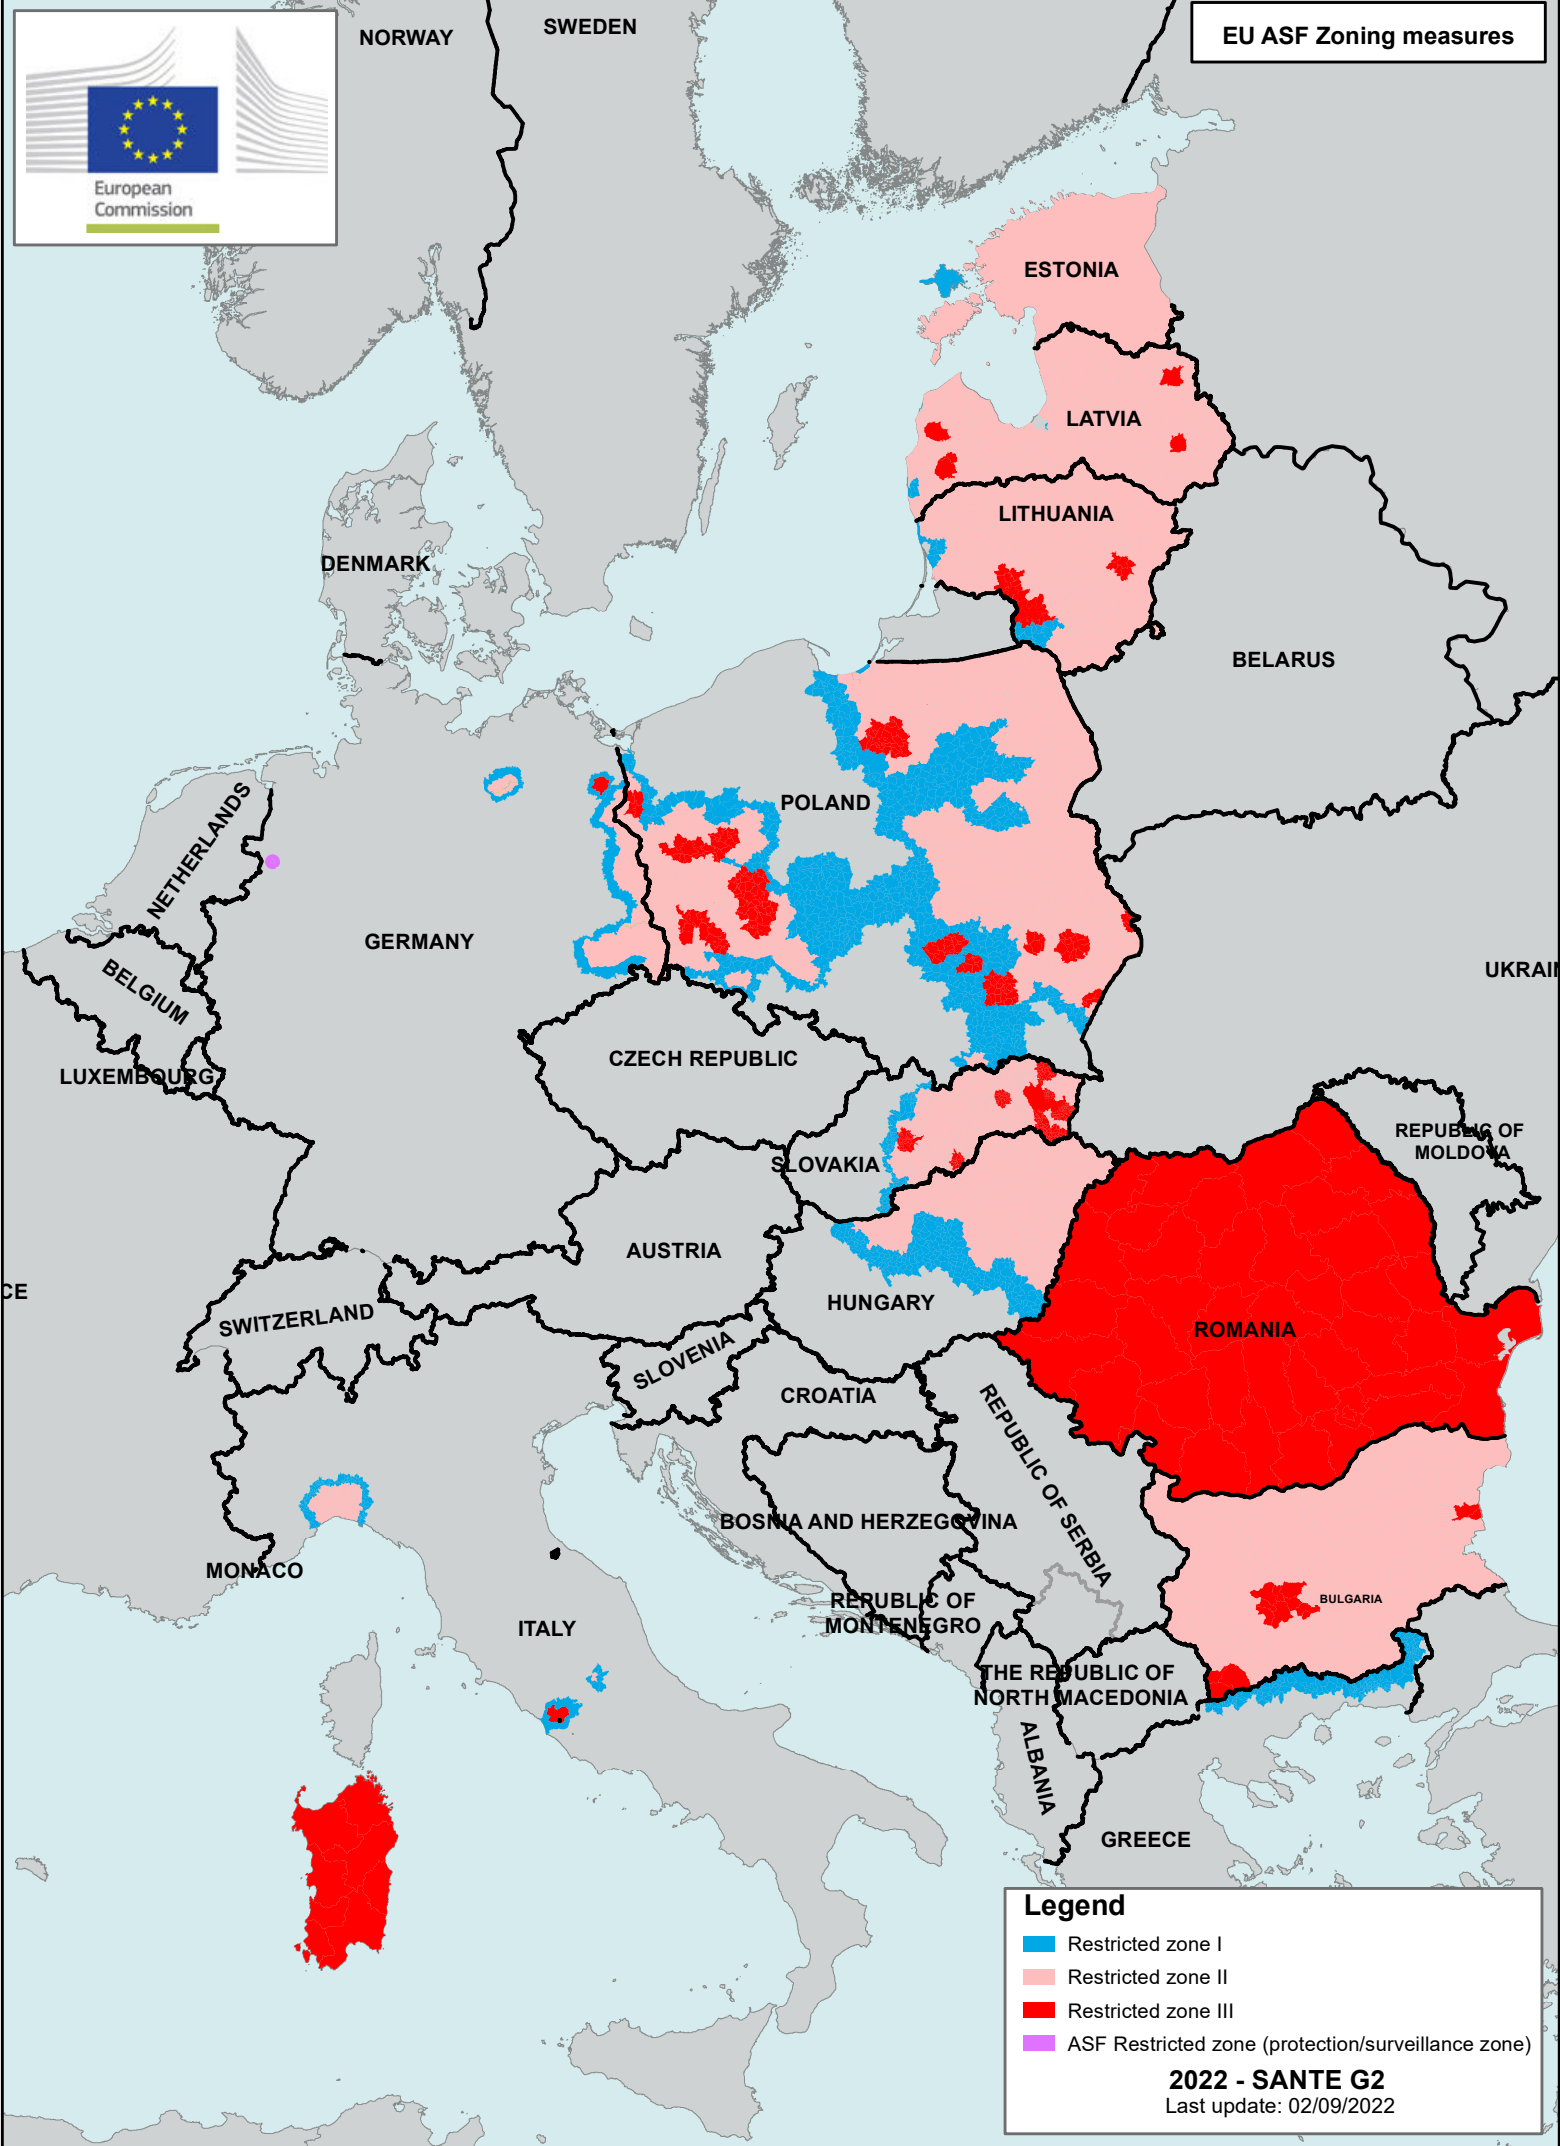 NORWAY
SWEDEN
EU ASF Zoning measures
European
Commission
ESTONIA
LATVIA
LITHUANIA
DENMARK
BELARUS
NETHERLANDS
POLAND
GERMANY
BELGIUM
UKRAI
LUXEMBOURG
CZECH REPUBLIC
REPUBLIC OF
MOLDOVA
SLOVAKIA
AUSTRIA
CE
HUNGARY
SWITZERLAND
ROMANIA
SLOVENIA
CROATIA
REPUBLIC OF SERBIA
BOSNIA AND HERZEGOVINA
MONACO
REPUBLIC OF
MONTENEGRO
BULGARIA
ITALY
THE REPUBLIC OF
NORTH MACEDONIA
ALBANIA
GREECE
Legend
Restricted zone I
Restricted zone II
Restricted zone III
ASF Restricted zone (protection/surveillance zone)
2022 - SANTE G2
Last update: 02/09/2022